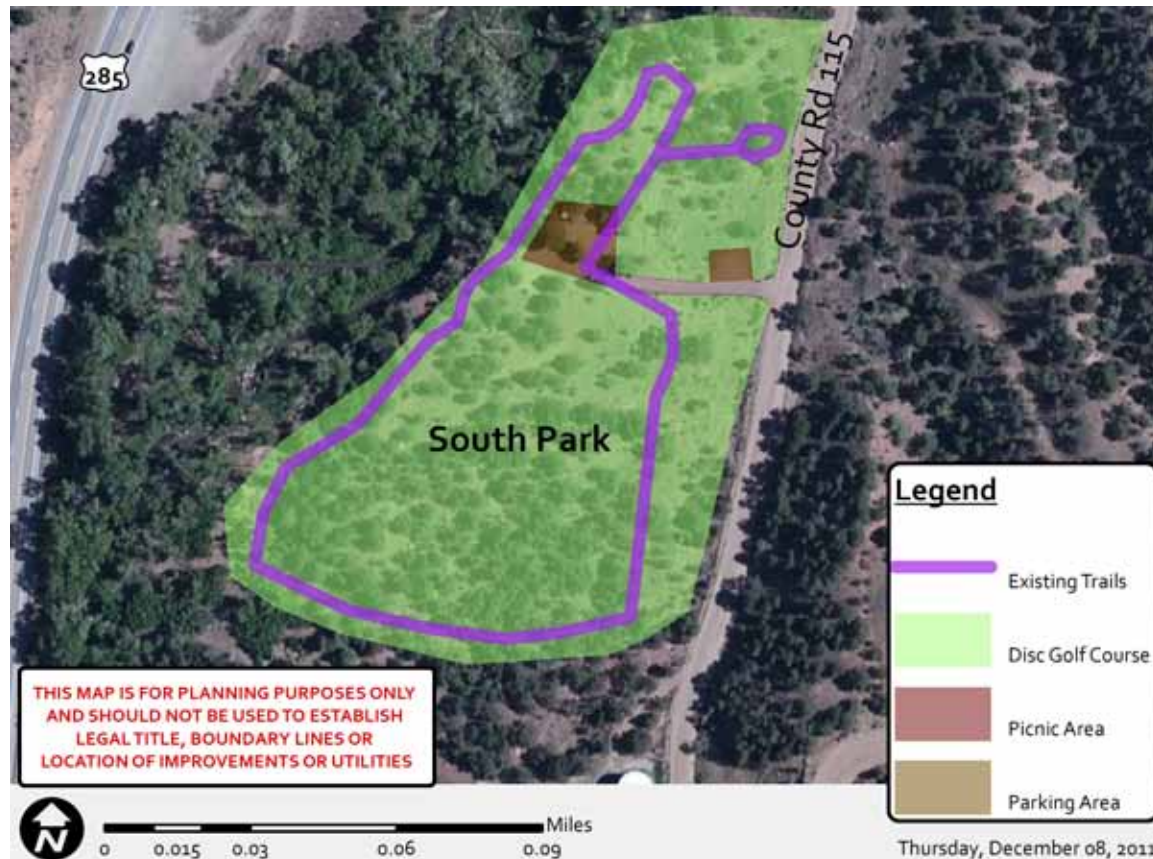 285
County Rd 115
South Park
Legend
Existing Trails
Disc Golf Course
Picnic Area
Parking Area
THIS MAP IS FOR PLANNING PURPOSES ONLY
AND SHOULD NOT BE USED TO ESTABLISH
LEGAL TITLE, BOUNDARY LINES OR
LOCATION OF IMPROVEMENTS OR UTILITIES
N
Miles
0 0.015 0.03 0.06 0.09
Thursday, December 08, 2011